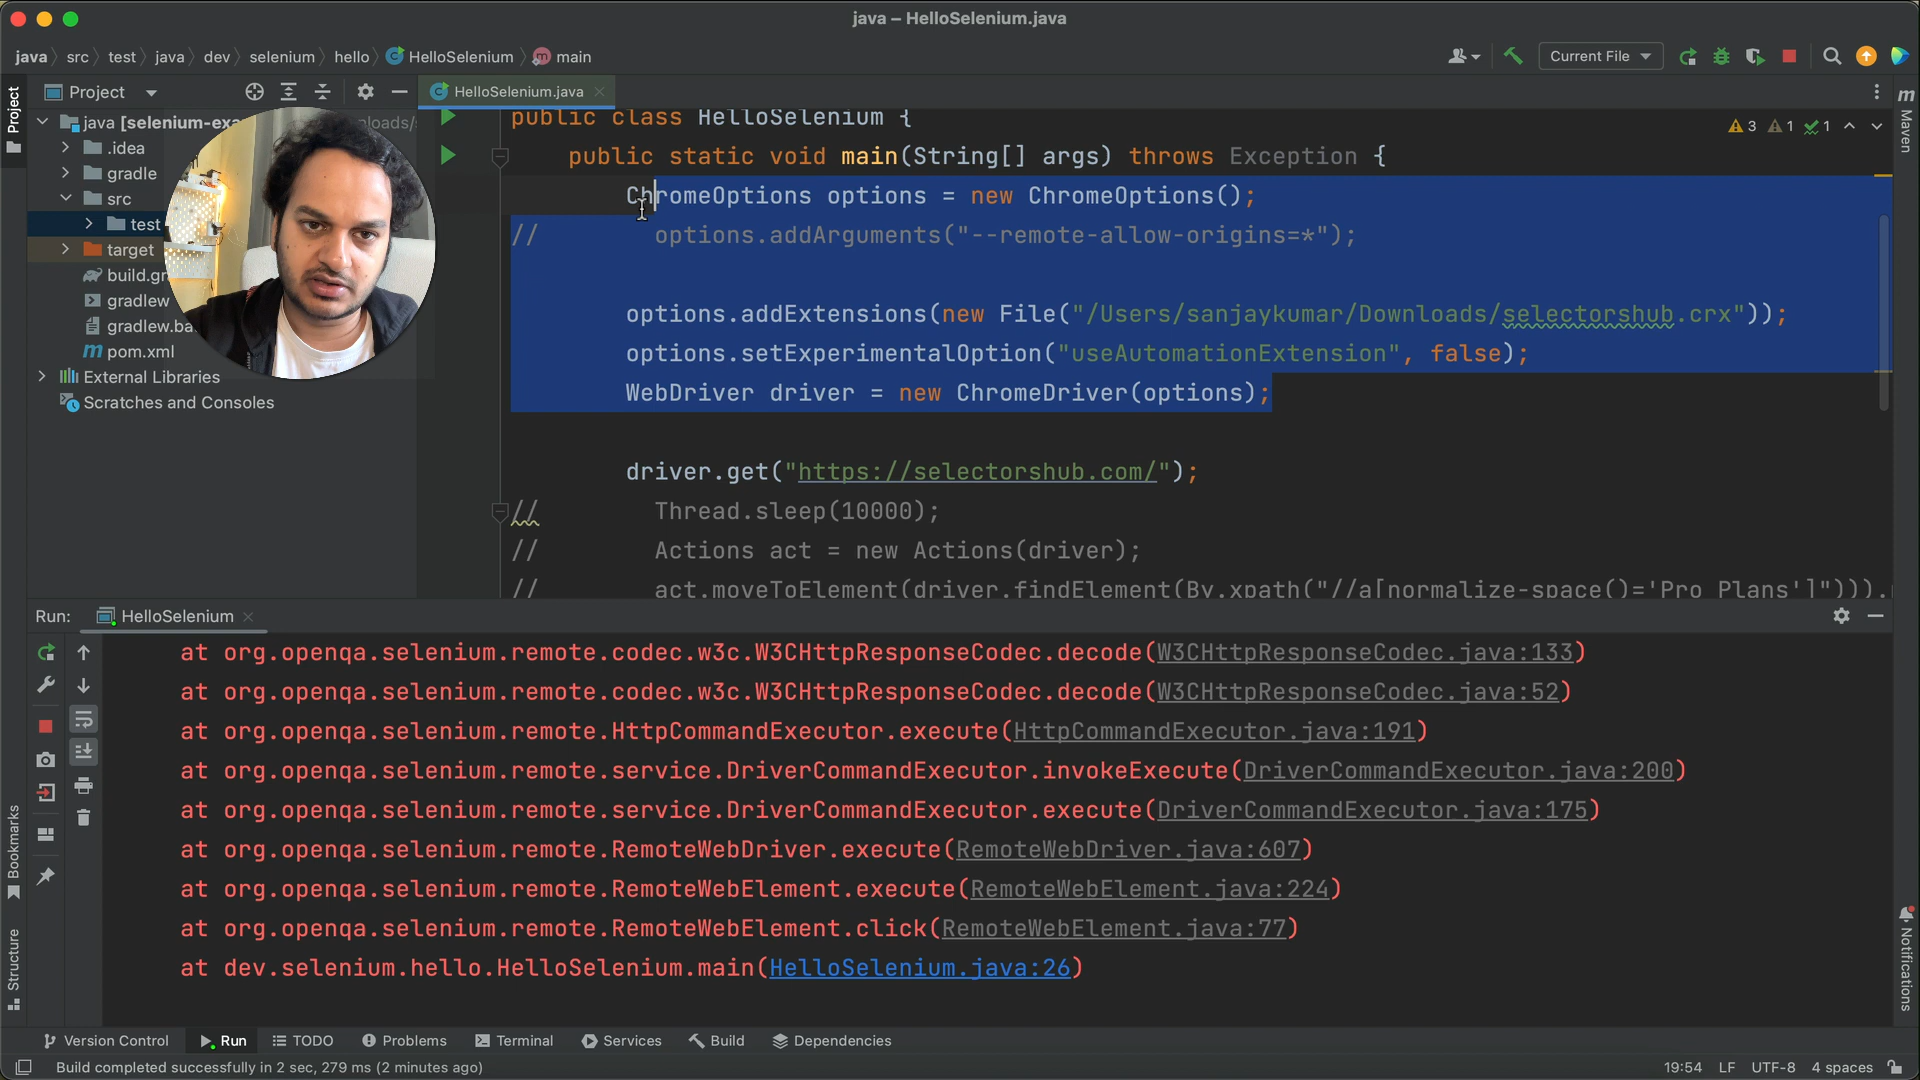 java – HelloSelenium.java
java src test java dev selenium hello HelloSelenium main
Current File
Project
HelloSelenium.java
Project
java [selenium-exa
.idea
gradle
src
test
target
build.gr
gradlew
gradlew.ba
pom.xml
External Libraries
Scratches and Consoles
3 1 1
Maven
public class HelloSelenium {
public static void main(String[] args) throws Exception {
ChromeOptions options = new ChromeOptions();
// options.addArguments("--remote-allow-origins=*");
options.addExtensions(new File("/Users/sanjaykumar/Downloads/selectorshub.crx"));
options.setExperimentalOption("useAutomationExtension", false);
WebDriver driver = new ChromeDriver(options);
driver.get("https://selectorshub.com/");
// Thread.sleep(10000);
// Actions act = new Actions(driver);
// act.moveToElement(driver.findElement(By.xpath("//a[normalize-space()='Pro Plans']"))).
Run: HelloSelenium
at org.openqa.selenium.remote.codec.w3c.W3CHttpResponseCodec.decode(W3CHttpResponseCodec.java:133)
at org.openqa.selenium.remote.codec.w3c.W3CHttpResponseCodec.decode(W3CHttpResponseCodec.java:52)
at org.openqa.selenium.remote.HttpCommandExecutor.execute(HttpCommandExecutor.java:191)
at org.openqa.selenium.remote.service.DriverCommandExecutor.invokeExecute(DriverCommandExecutor.java:200)
at org.openqa.selenium.remote.service.DriverCommandExecutor.execute(DriverCommandExecutor.java:175)
at org.openqa.selenium.remote.RemoteWebDriver.execute(RemoteWebDriver.java:607)
at org.openqa.selenium.remote.RemoteWebElement.execute(RemoteWebElement.java:224)
at org.openqa.selenium.remote.RemoteWebElement.click(RemoteWebElement.java:77)
at dev.selenium.hello.HelloSelenium.main(HelloSelenium.java:26)
Bookmarks
Structure
Notifications
Version Control Run TODO Problems Terminal Services Build Dependencies
Build completed successfully in 2 sec, 279 ms (2 minutes ago)
19:54 LF UTF-8 4 spaces